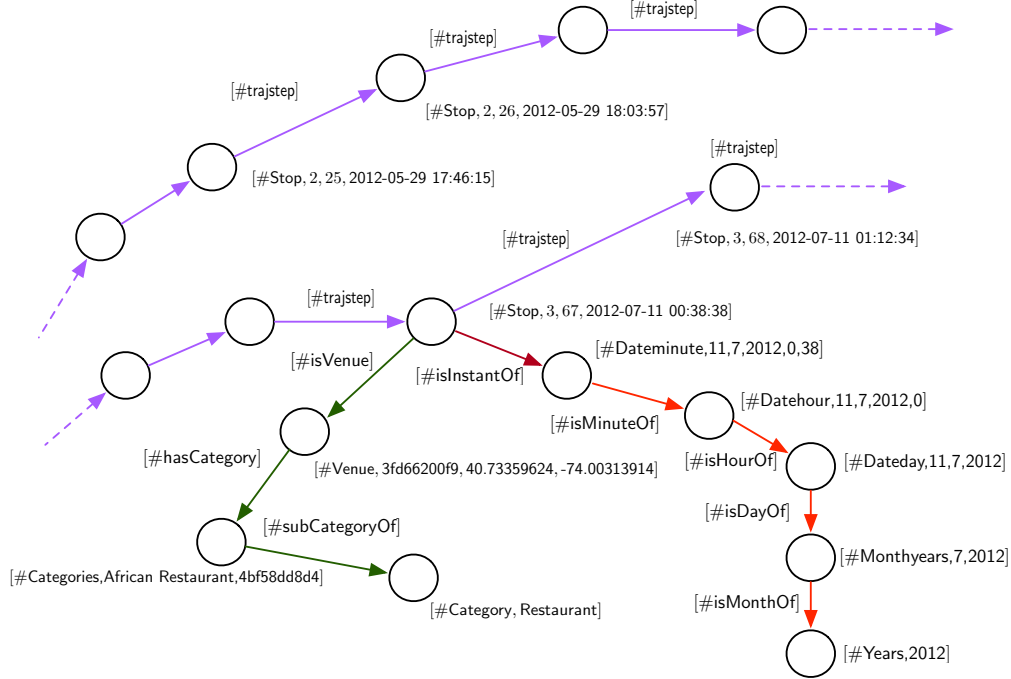 [#trajstep]
[#trajstep]
[#trajstep]
[#Stop, 2, 26, 2012-05-29 18:03:57]
[#trajstep]
[#Stop, 2, 25, 2012-05-29 17:46:15]
[#trajstep]
[#Stop, 3, 68, 2012-07-11 01:12:34]
[#trajstep]
[#Stop, 3, 67, 2012-07-11 00:38:38]
[#isVenue]
[#isInstantOf]
[#Dateminute,11,7,2012,0,38]
[#isMinuteOf]
[#Datehour,11,7,2012,0]
[#hasCategory]
[#Venue, 3fd66200f9, 40.73359624, -74.00313914]
[#isHourOf]
[#Dateday,11,7,2012]
[#subCategoryOf]
[#isDayOf]
[#Categories,African Restaurant,4bf58dd8d4]
[#Monthyears,7,2012]
[#Category, Restaurant]
[#isMonthOf]
[#Years,2012]